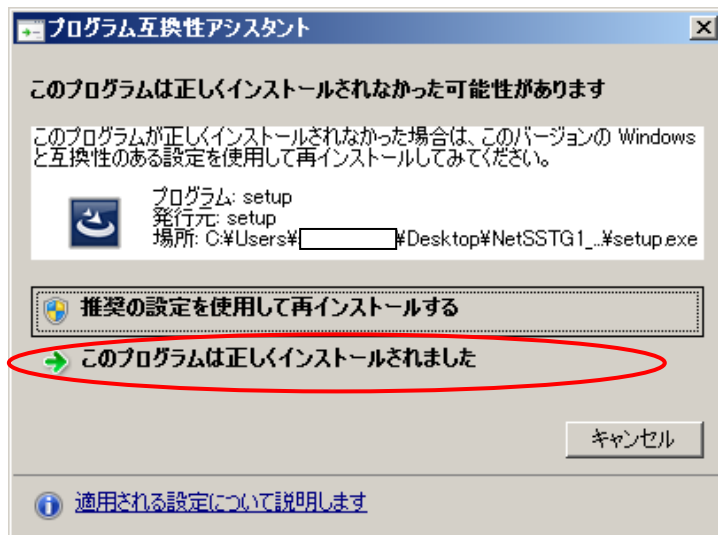 プログラム互換性アシスタント
このプログラムは正しくインストールされなかった可能性があります
このプログラムが正しくインストールされなかった場合は、このバージョンの Windows
と互換性のある設定を使用して再インストールしてみてください。
プログラム: setup
発行元: setup
場所: C:¥Users¥ ¥Desktop¥NetSSTG1_...¥setup.exe
推奨の設定を使用して再インストールする
このプログラムは正しくインストールされました
キャンセル
適用される設定について説明します